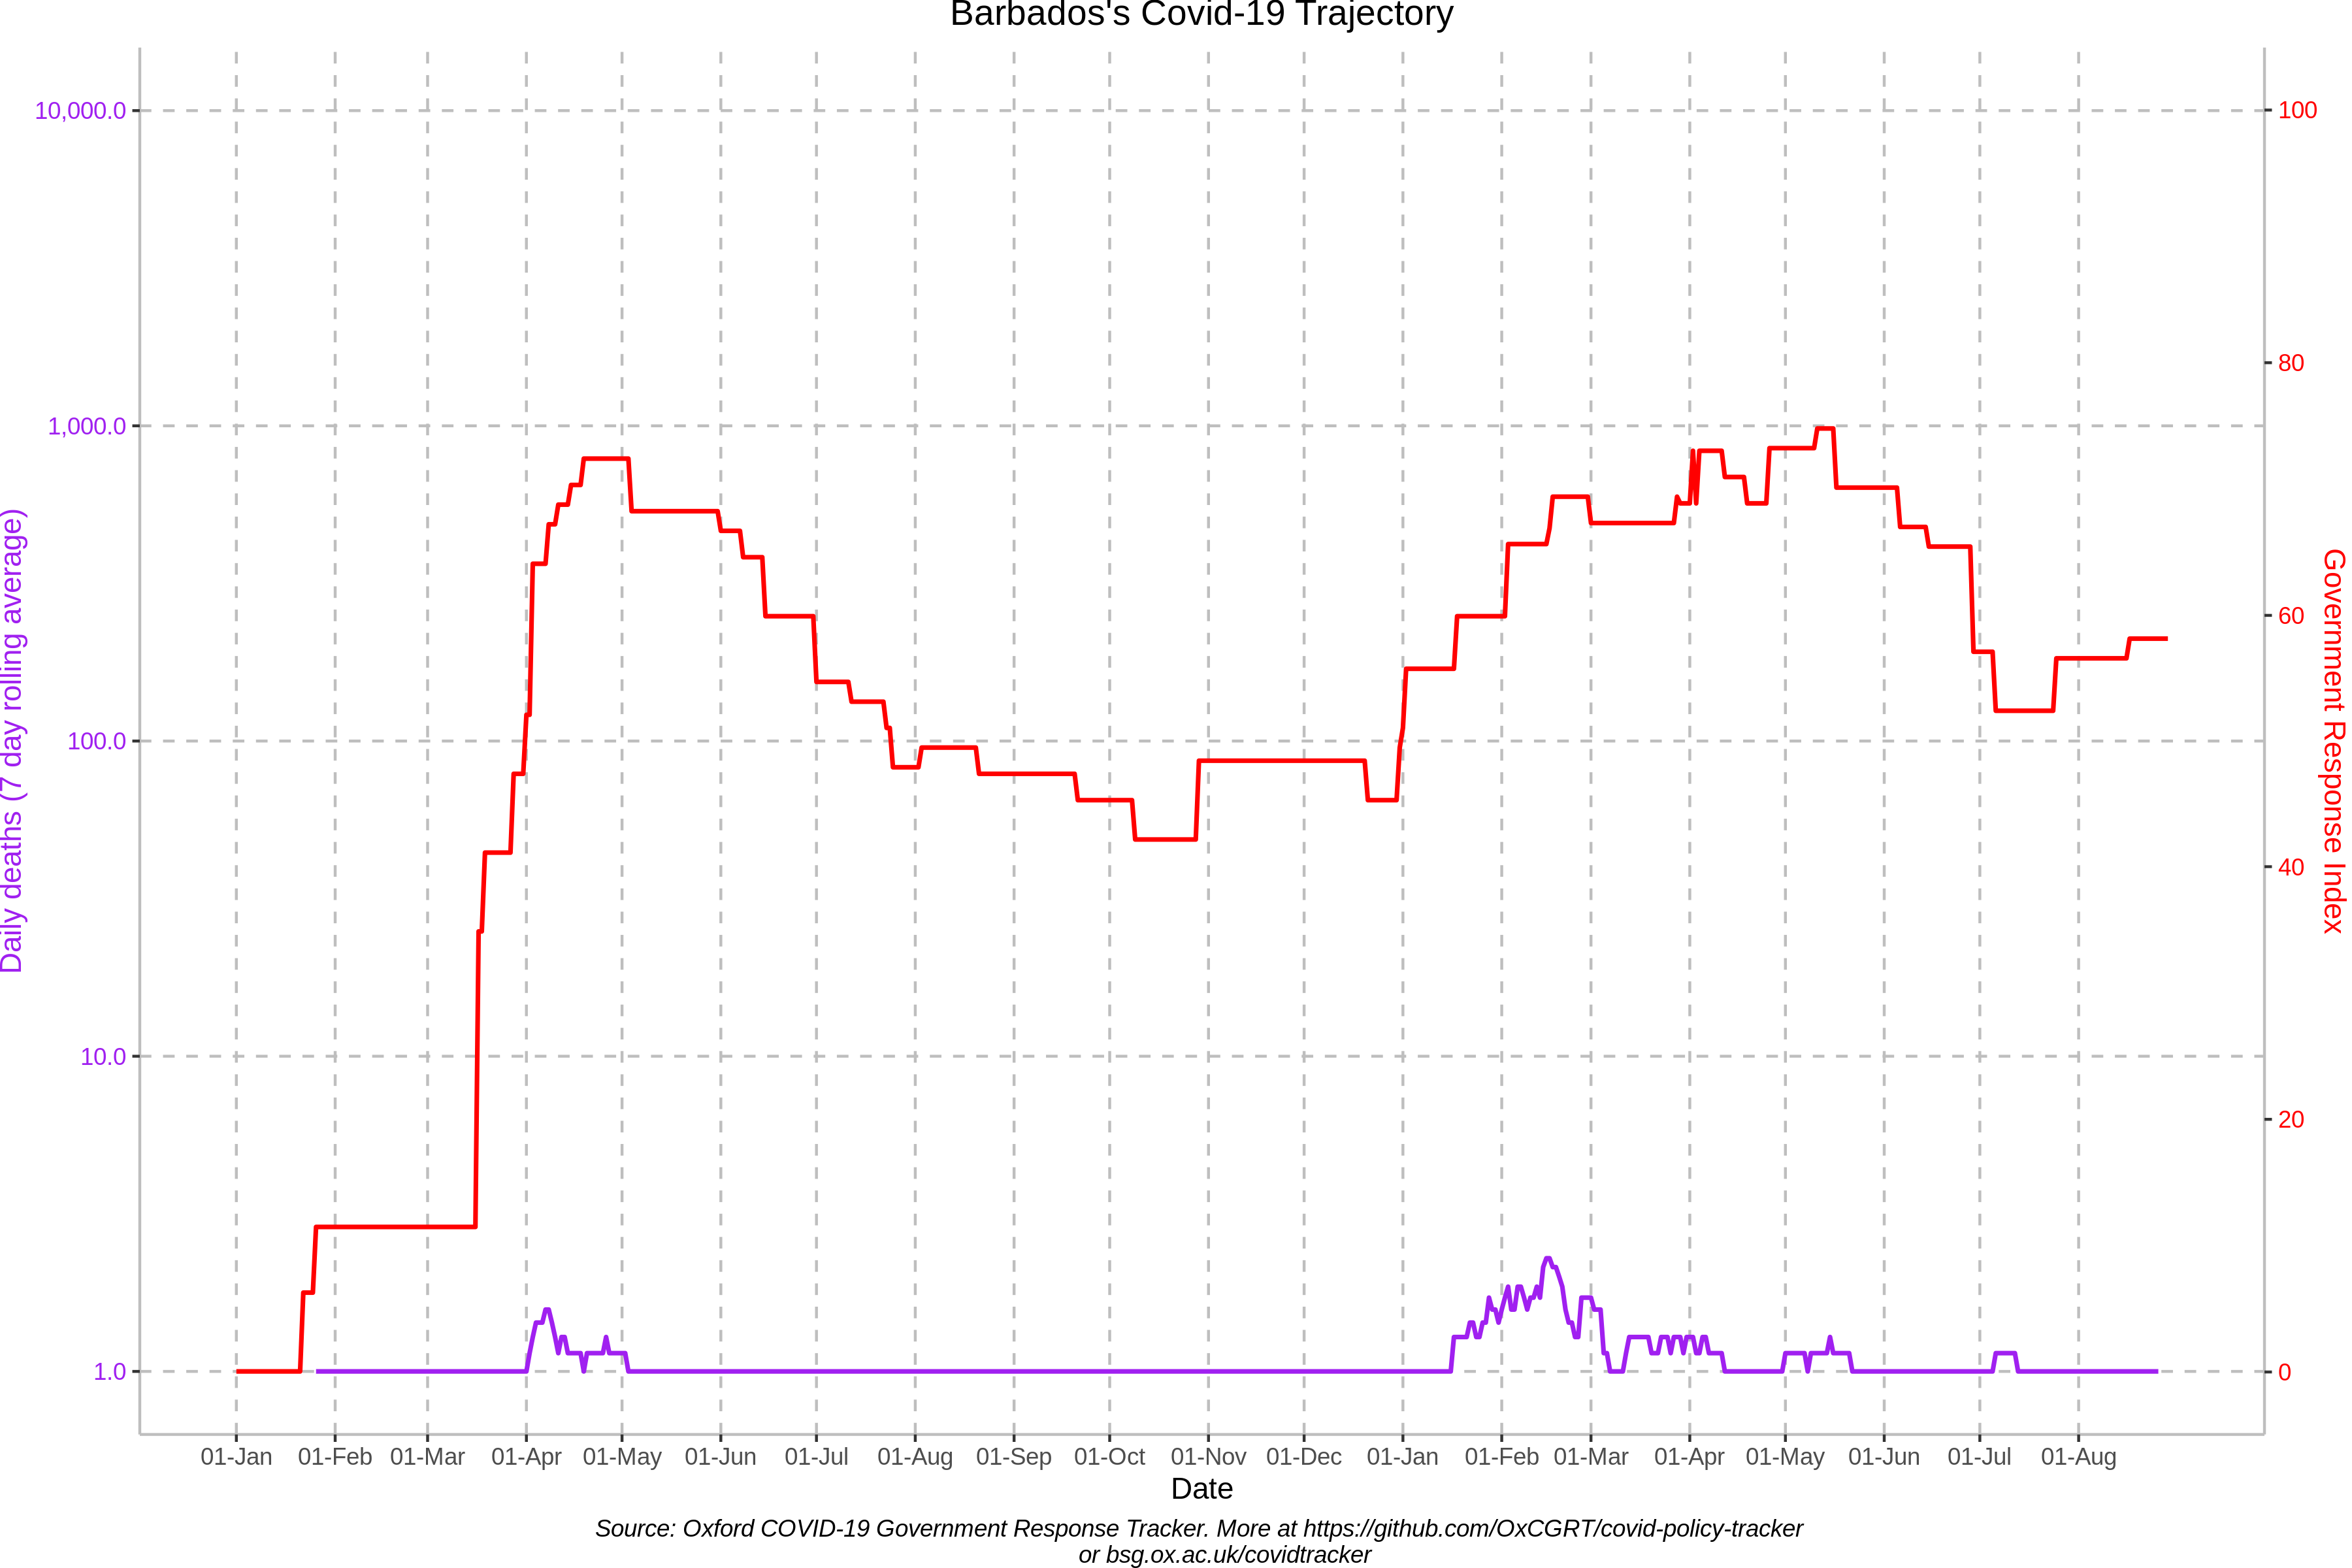 Barbados's Covid-19 Trajectory
10,000.0
1,000.0
100.0
10.0
1.0
Daily deaths (7 day rolling average)
100
80
60
40
20
0
Government Response Index
01-Jan 01-Feb 01-Mar 01-Apr 01-May 01-Jun 01-Jul 01-Aug 01-Sep 01-Oct 01-Nov 01-Dec 01-Jan 01-Feb 01-Mar 01-Apr 01-May 01-Jun 01-Jul 01-Aug
Date
Source: Oxford COVID-19 Government Response Tracker. More at https://github.com/OxCGRT/covid-policy-tracker
or bsg.ox.ac.uk/covidtracker